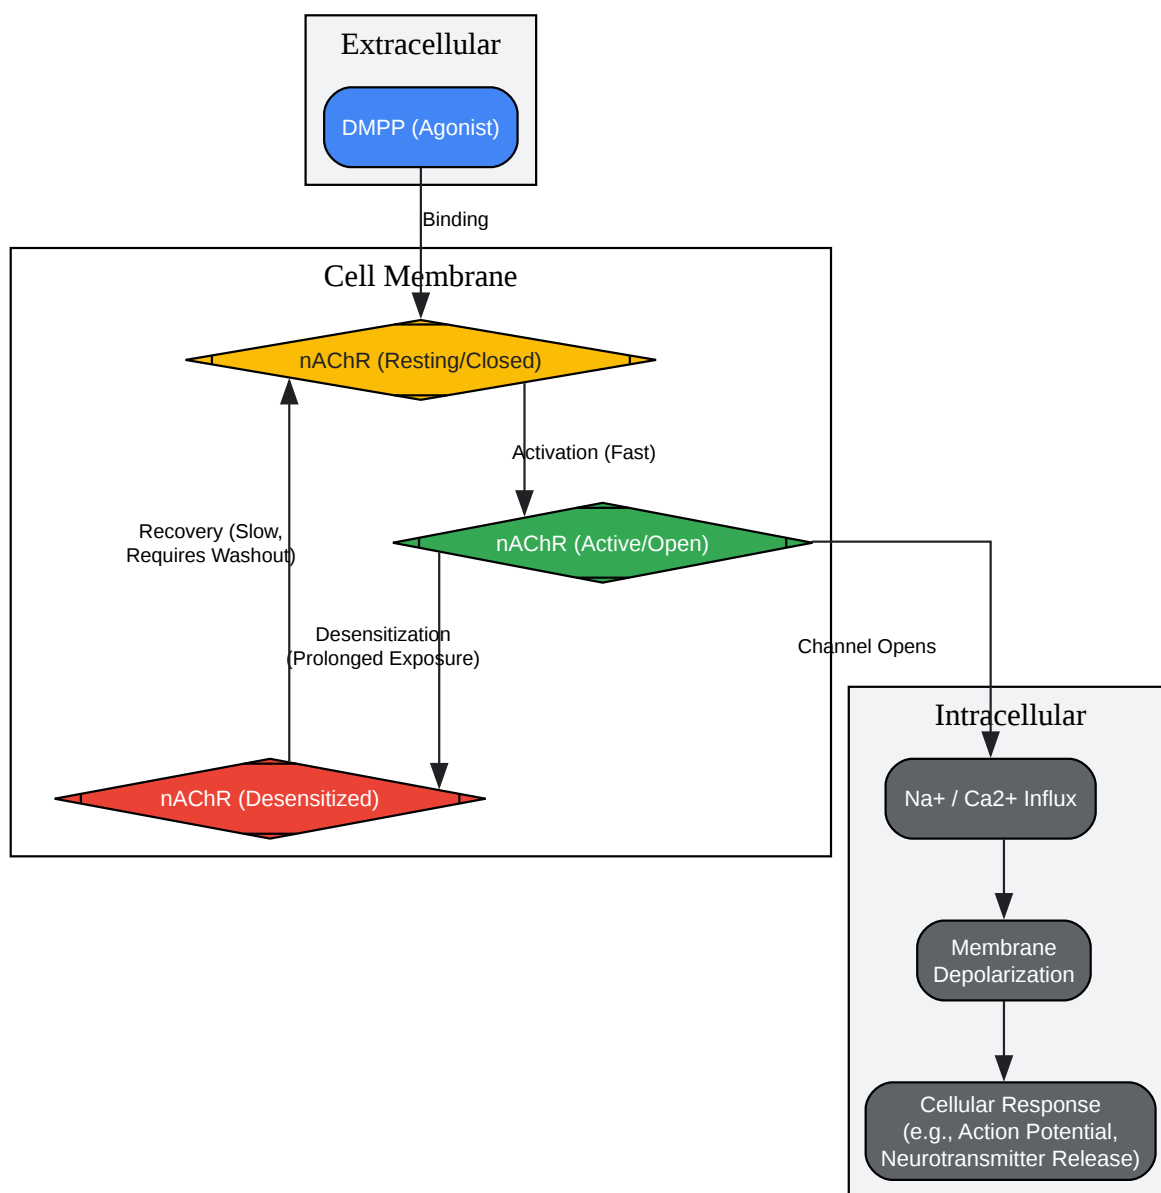 Extracellular
DMPP (Agonist)
Binding
Cell Membrane
nAChR (Resting/Closed)
Activation (Fast)
Recovery (Slow,
Requires Washout)
nAChR (Active/Open)
Desensitization
(Prolonged Exposure)
Channel Opens
Intracellular
nAChR (Desensitized)
Na+ / Ca2+ Influx
Membrane
Depolarization
Cellular Response
(e.g., Action Potential,
Neurotransmitter Release)